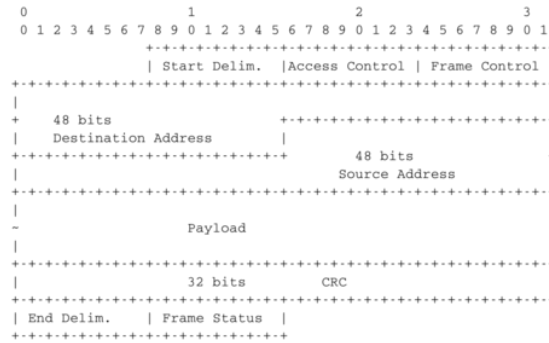 0 1 2 3
0 1 2 3 4 5 6 7 8 9 0 1 2 3 4 5 6 7 8 9 0 1 2 3 4 5 6 7 8 9 0 1
+-+-+-+-+-+-+-+-+-+-+-+-+-+-+-+-+-+-+-+-+-+-+-+-
| Start Delim. |Access Control | Frame Control
+-+-+-+-+-+-+-+-+-+-+-+-+-+-+-+-+-+-+-+-+-+-+-+-+-+-+-+-+-+-+-+-
|
+ 48 bits +-+-+-+-+-+-+-+-+-+-+-+-+-+-+-+-
| Destination Address |
+-+-+-+-+-+-+-+-+-+-+-+-+-+-+-+-+ 48 bits
| Source Address
+-+-+-+-+-+-+-+-+-+-+-+-+-+-+-+-+-+-+-+-+-+-+-+-+-+-+-+-+-+-+-+-
|
~ Payload
|
+-+-+-+-+-+-+-+-+-+-+-+-+-+-+-+-+-+-+-+-+-+-+-+-+-+-+-+-+-+-+-+-
| 32 bits CRC
+-+-+-+-+-+-+-+-+-+-+-+-+-+-+-+-+-+-+-+-+-+-+-+-+-+-+-+-+-+-+-+-
| End Delim. | Frame Status |
+-+-+-+-+-+-+-+-+-+-+-+-+-+-+-+-+